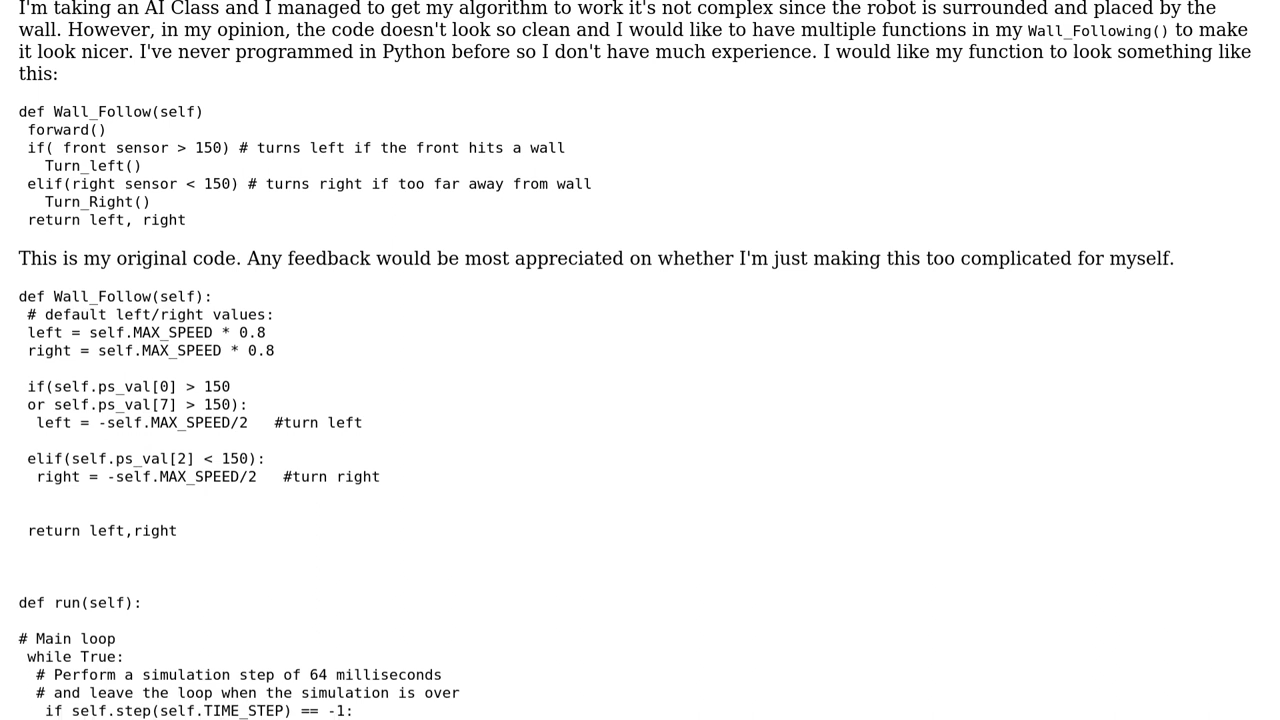 I'm taking an AI Class and I managed to get my algorithm to work it's not complex since the robot is surrounded and placed by the
wall. However, in my opinion, the code doesn't look so clean and I would like to have multiple functions in my Wall_Following() to make
it look nicer. I've never programmed in Python before so I don't have much experience. I would like my function to look something like
this:
def Wall_Follow(self)
 forward()
 if( front sensor > 150) # turns left if the front hits a wall
   Turn_left()
 elif(right sensor < 150) # turns right if too far away from wall
   Turn_Right()
 return left, right
This is my original code. Any feedback would be most appreciated on whether I'm just making this too complicated for myself.
def Wall_Follow(self):
 # default left/right values:
 left = self.MAX_SPEED * 0.8
 right = self.MAX_SPEED * 0.8
 if(self.ps_val[0] > 150
 or self.ps_val[7] > 150):
  left = -self.MAX_SPEED/2   #turn left
 elif(self.ps_val[2] < 150):
  right = -self.MAX_SPEED/2   #turn right
 return left,right
def run(self):
# Main loop
 while True:
  # Perform a simulation step of 64 milliseconds
  # and leave the loop when the simulation is over
   if self.step(self.TIME_STEP) == -1: